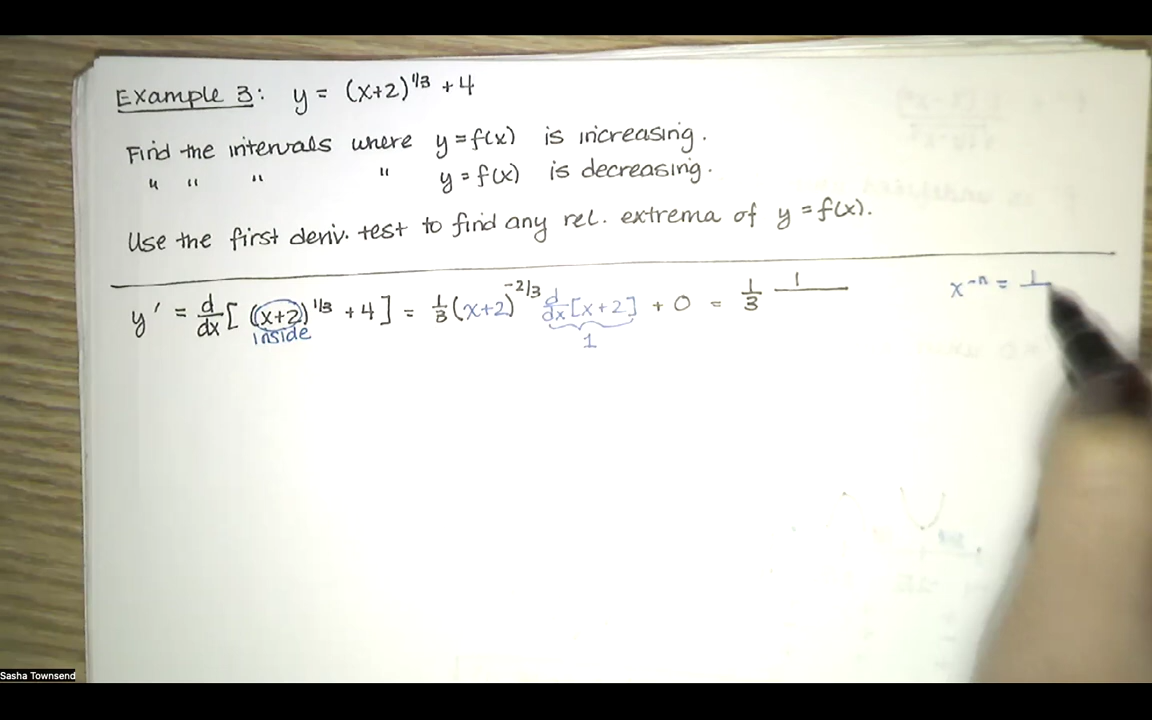 Example 3: y = (x+2)^1/3 + 4
Find the intervals where y = f(x) is increasing.
" " " " y = f(x) is decreasing.
Use the first deriv. test to find any rel. extrema of y = f(x).
y' = d/dx [(x+2)^1/3 + 4] = 1/3 (x+2)^-2/3 d/dx [x+2] + 0 = 1/3 1/
x^-n = 1/
inside
1
Sasha Townsend